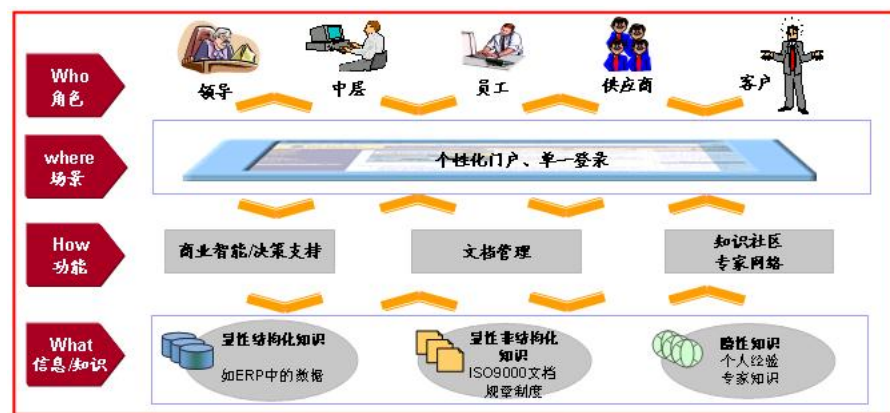 Who
角色
领导
中层
员工
供应商
客户
where
场景
个性化门户、单一登录
How
功能
商业智能/决策支持
文档管理
知识社区
专家网络
What
信息/知识
显性结构化知识
如ERP中的数据
显性非结构化
知识
ISO9000文档
规章制度
隐性知识
个人经验
专家知识